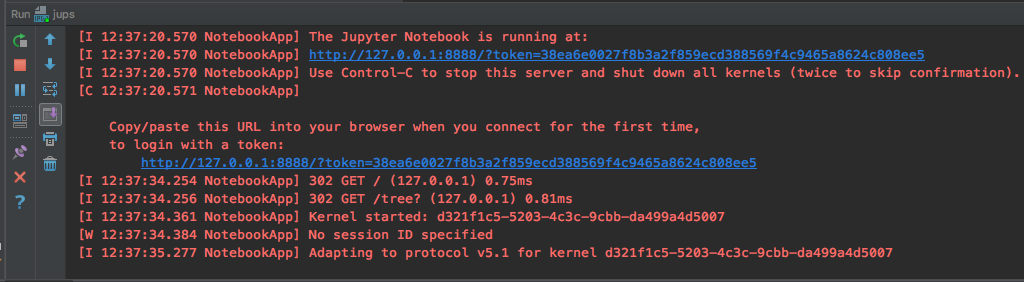 Run jups
[I 12:37:20.570 NotebookApp] The Jupyter Notebook is running at:
[I 12:37:20.570 NotebookApp] http://127.0.0.1:8888/?token=38ea6e0027f8b3a2f859ecd388569f4c9465a8624c808ee5
[I 12:37:20.570 NotebookApp] Use Control-C to stop this server and shut down all kernels (twice to skip confirmation).
[C 12:37:20.571 NotebookApp]
Copy/paste this URL into your browser when you connect for the first time,
to login with a token:
http://127.0.0.1:8888/?token=38ea6e0027f8b3a2f859ecd388569f4c9465a8624c808ee5
[I 12:37:34.254 NotebookApp] 302 GET / (127.0.0.1) 0.75ms
[I 12:37:34.256 NotebookApp] 302 GET /tree? (127.0.0.1) 0.81ms
[I 12:37:34.361 NotebookApp] Kernel started: d321f1c5-5203-4c3c-9cbb-da499a4d5007
[W 12:37:34.384 NotebookApp] No session ID specified
[I 12:37:35.277 NotebookApp] Adapting to protocol v5.1 for kernel d321f1c5-5203-4c3c-9cbb-da499a4d5007